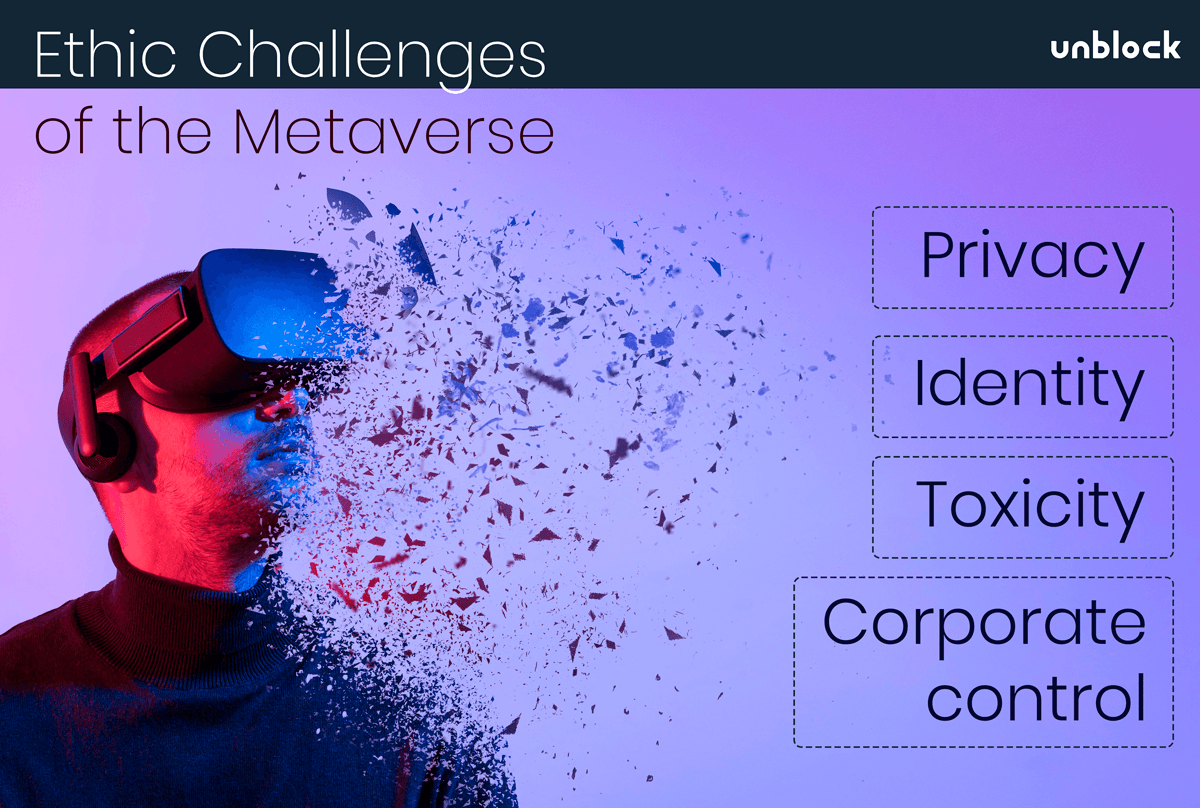 Ethic Challenges
unblock
of the Metaverse
Privacy
Identity
Toxicity
Corporate
control